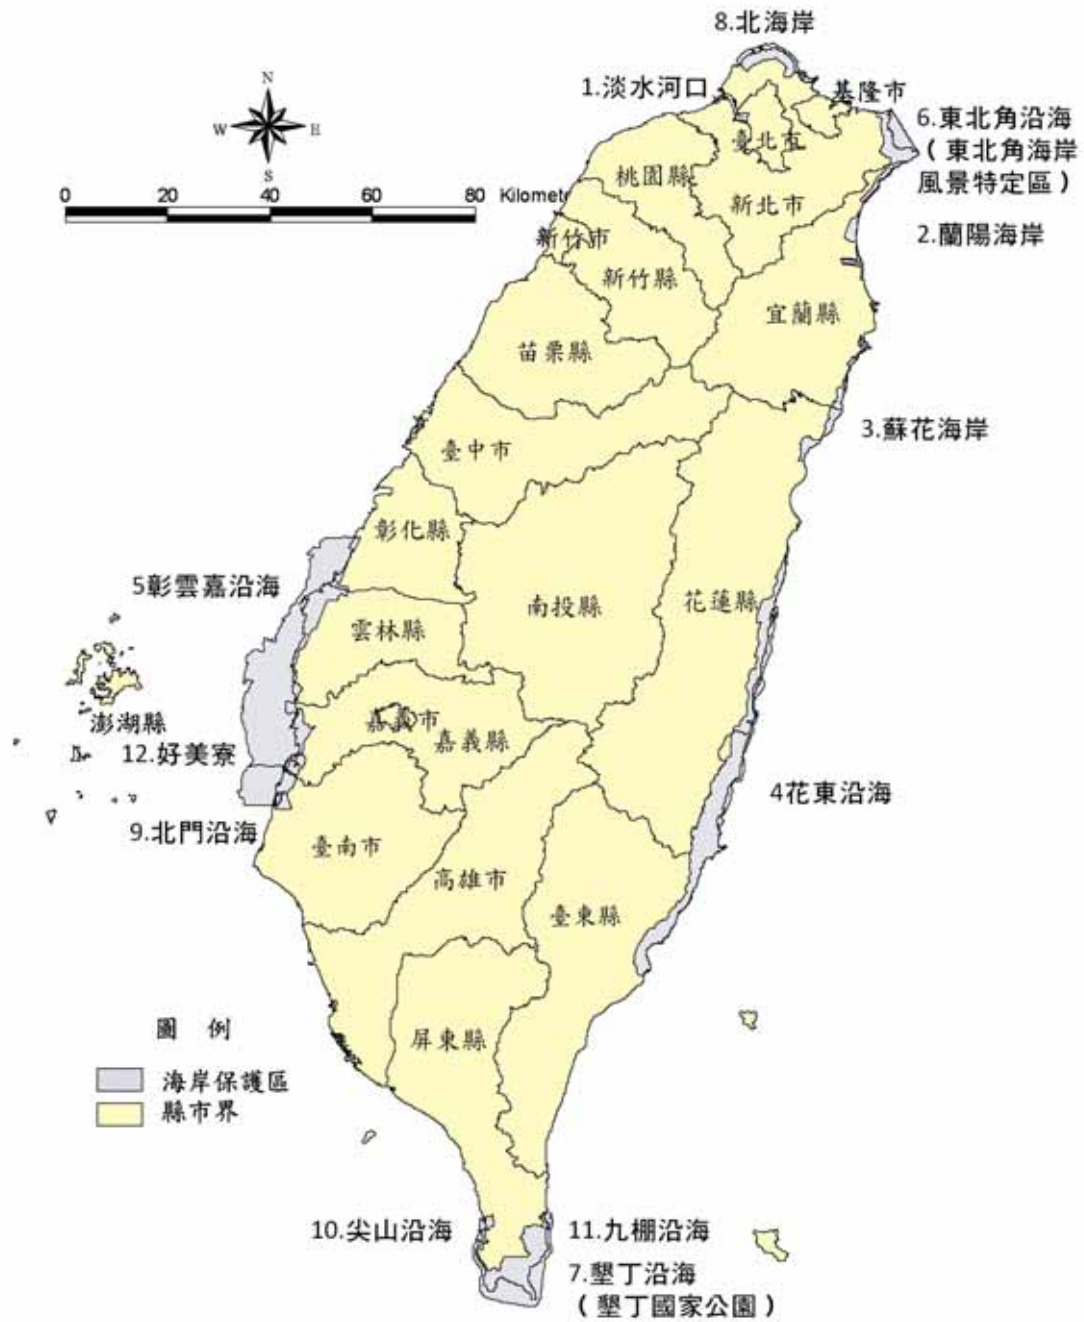 8.北海岸
1.淡水河口
基隆市
6.東北角沿海
（東北角海岸
風景特定區）
2.蘭陽海岸
N
W
E
S
0 20 40 60 80 Kilomete
臺北市
桃園縣
新北市
新竹市
新竹縣
宜蘭縣
苗栗縣
3.蘇花海岸
臺中市
彰化縣
5彰雲嘉沿海
南投縣
花蓮縣
雲林縣
澎湖縣
嘉義市
嘉義縣
12.好美寮
4花東沿海
9.北門沿海
臺南市
高雄市
臺東縣
圖 例
海岸保護區
縣市界
屏東縣
10.尖山沿海
11.九棚沿海
7.墾丁沿海
（墾丁國家公園）